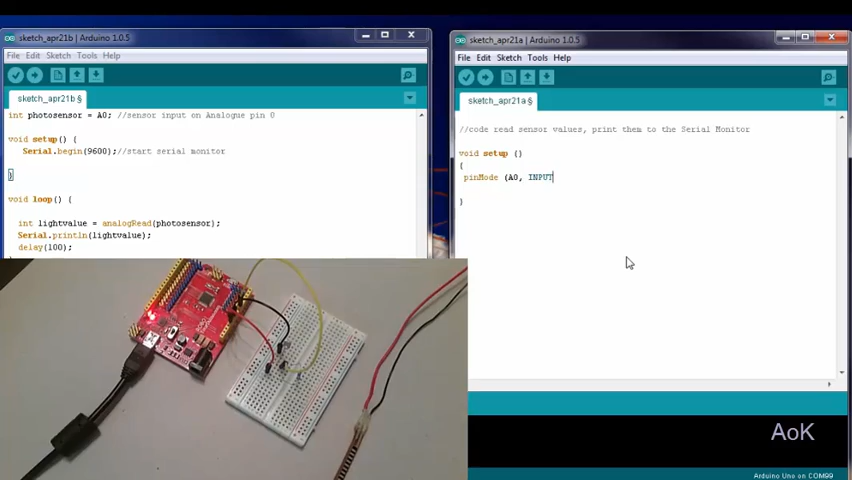 sketch_apr21b | Arduino 1.0.5
File Edit Sketch Tools Help
sketch_apr21b §
int photosensor = A0; //sensor input on Analogue pin 0
void setup() {
Serial.begin(9600);//start serial monitor
}
void loop() {
int lightvalue = analogRead(photosensor);
Serial.println(lightvalue);
delay(100);
sketch_apr21a | Arduino 1.0.5
File Edit Sketch Tools Help
sketch_apr21a §
//code read sensor values, print them to the Serial Monitor
void setup ()
{
pinMode (A0, INPUT
}
AoK
Arduino Uno on COM99